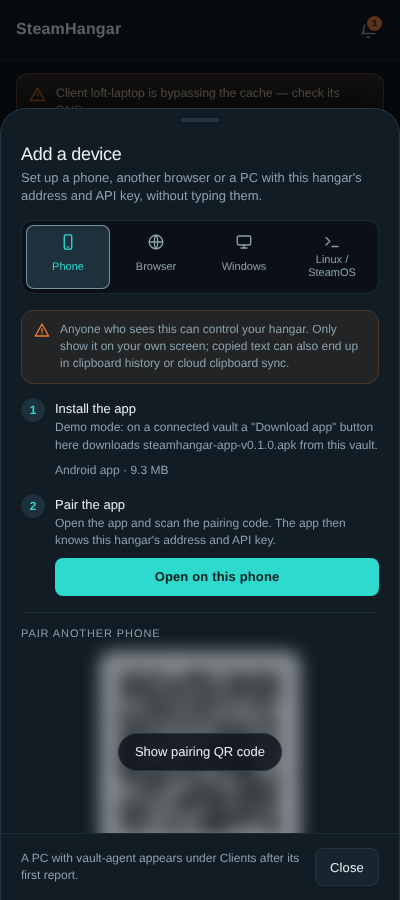 SteamHangar
1
Client loft-laptop is bypassing the cache — check its
DNS.
Add a device
Set up a phone, another browser or a PC with this hangar's
address and API key, without typing them.
Phone
Browser
Windows
Linux /
SteamOS
Anyone who sees this can control your hangar. Only
show it on your own screen; copied text can also end up
in clipboard history or cloud clipboard sync.
1
Install the app
Demo mode: on a connected vault a "Download app" button
here downloads steamhangar-app-v0.1.0.apk from this vault.
Android app · 9.3 MB
2
Pair the app
Open the app and scan the pairing code. The app then
knows this hangar's address and API key.
Open on this phone
PAIR ANOTHER PHONE
Show pairing QR code
A PC with vault-agent appears under Clients after its
first report.
Close